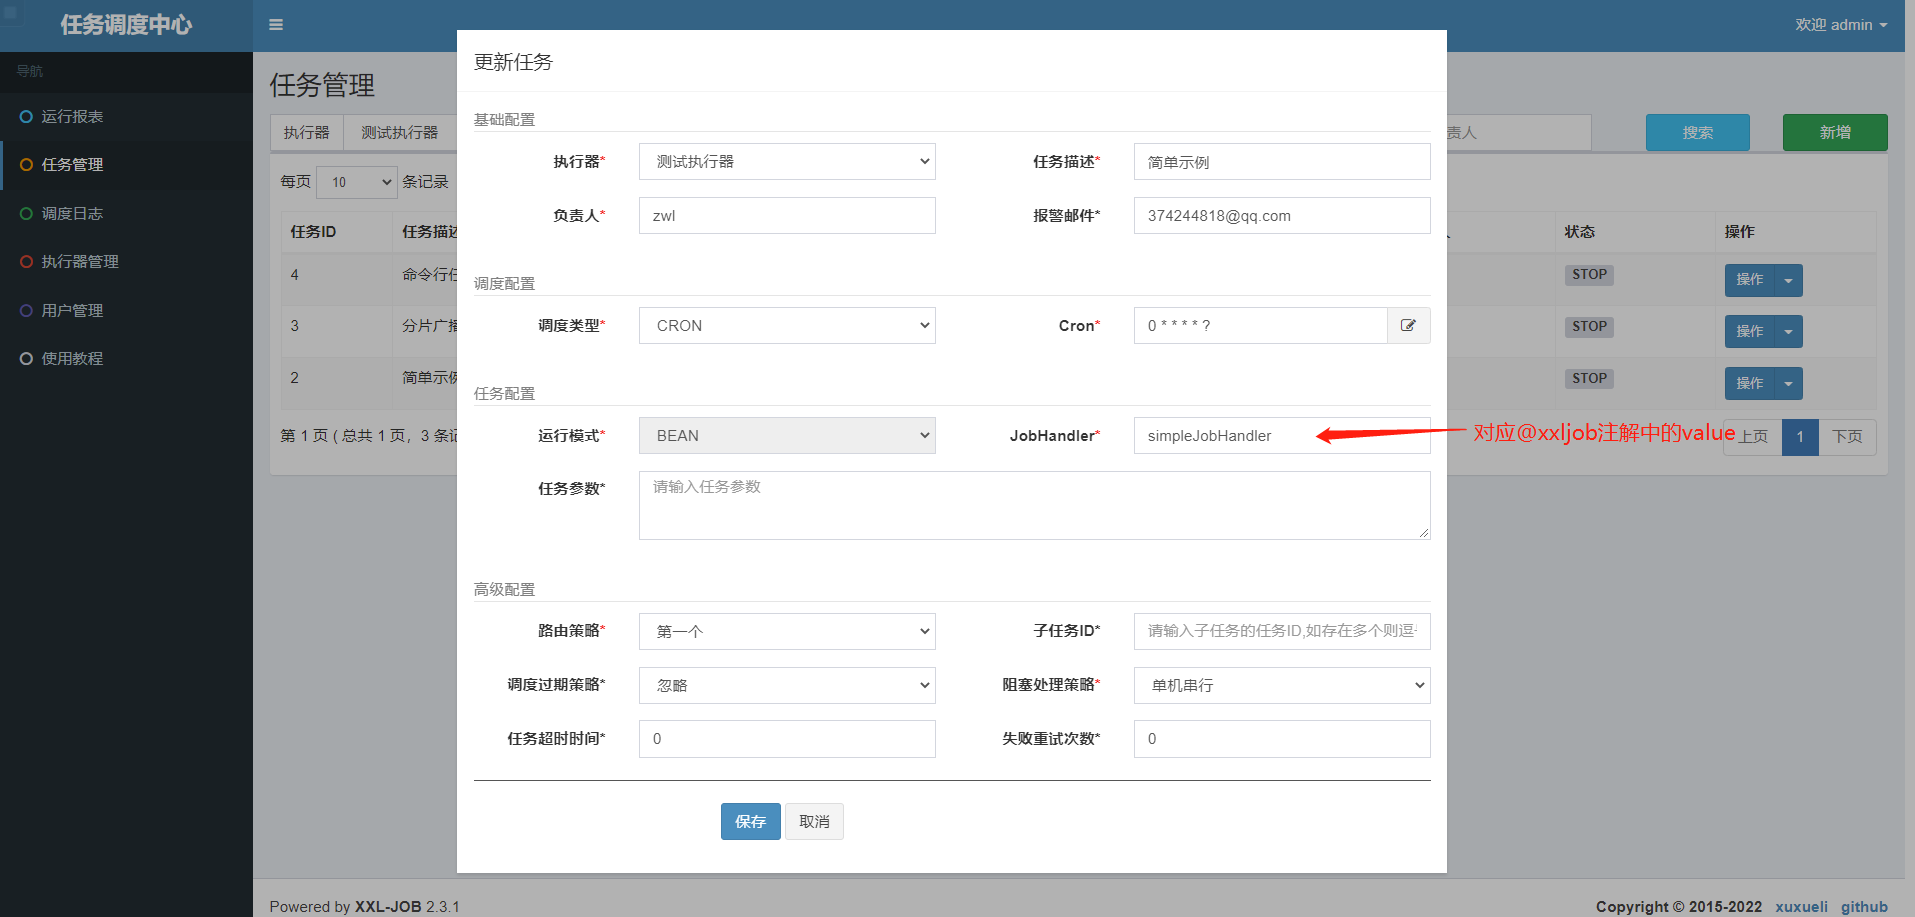 任务调度中心
欢迎 admin
导航
运行报表
任务管理
调度日志
执行器管理
用户管理
使用教程
任务管理
执行器 测试执行器
责人 搜索 新增
每页 10 条记录
任务ID 任务描述 状态 操作
4 命令行任 STOP 操作
3 分片广播 STOP 操作
2 简单示例 STOP 操作
第 1 页 ( 总共 1 页，3 条记
上页 1 下页
更新任务
基础配置
执行器* 测试执行器 任务描述* 简单示例
负责人* zwl 报警邮件* 374244818@qq.com
调度配置
调度类型* CRON Cron* 0 * * * * ?
任务配置
运行模式* BEAN JobHandler* simpleJobHandler
对应@xxljob注解中的value
任务参数* 请输入任务参数
高级配置
路由策略* 第一个 子任务ID* 请输入子任务的任务ID,如存在多个则逗
调度过期策略* 忽略 阻塞处理策略* 单机串行
任务超时时间* 0 失败重试次数* 0
保存 取消
Powered by XXL-JOB 2.3.1
Copyright © 2015-2022 xuxueli github